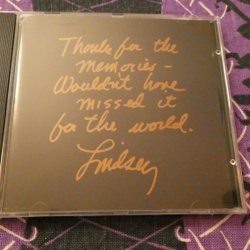 Thanks for the
memories –
Wouldn't have
missed it
for the world.
Lindsey